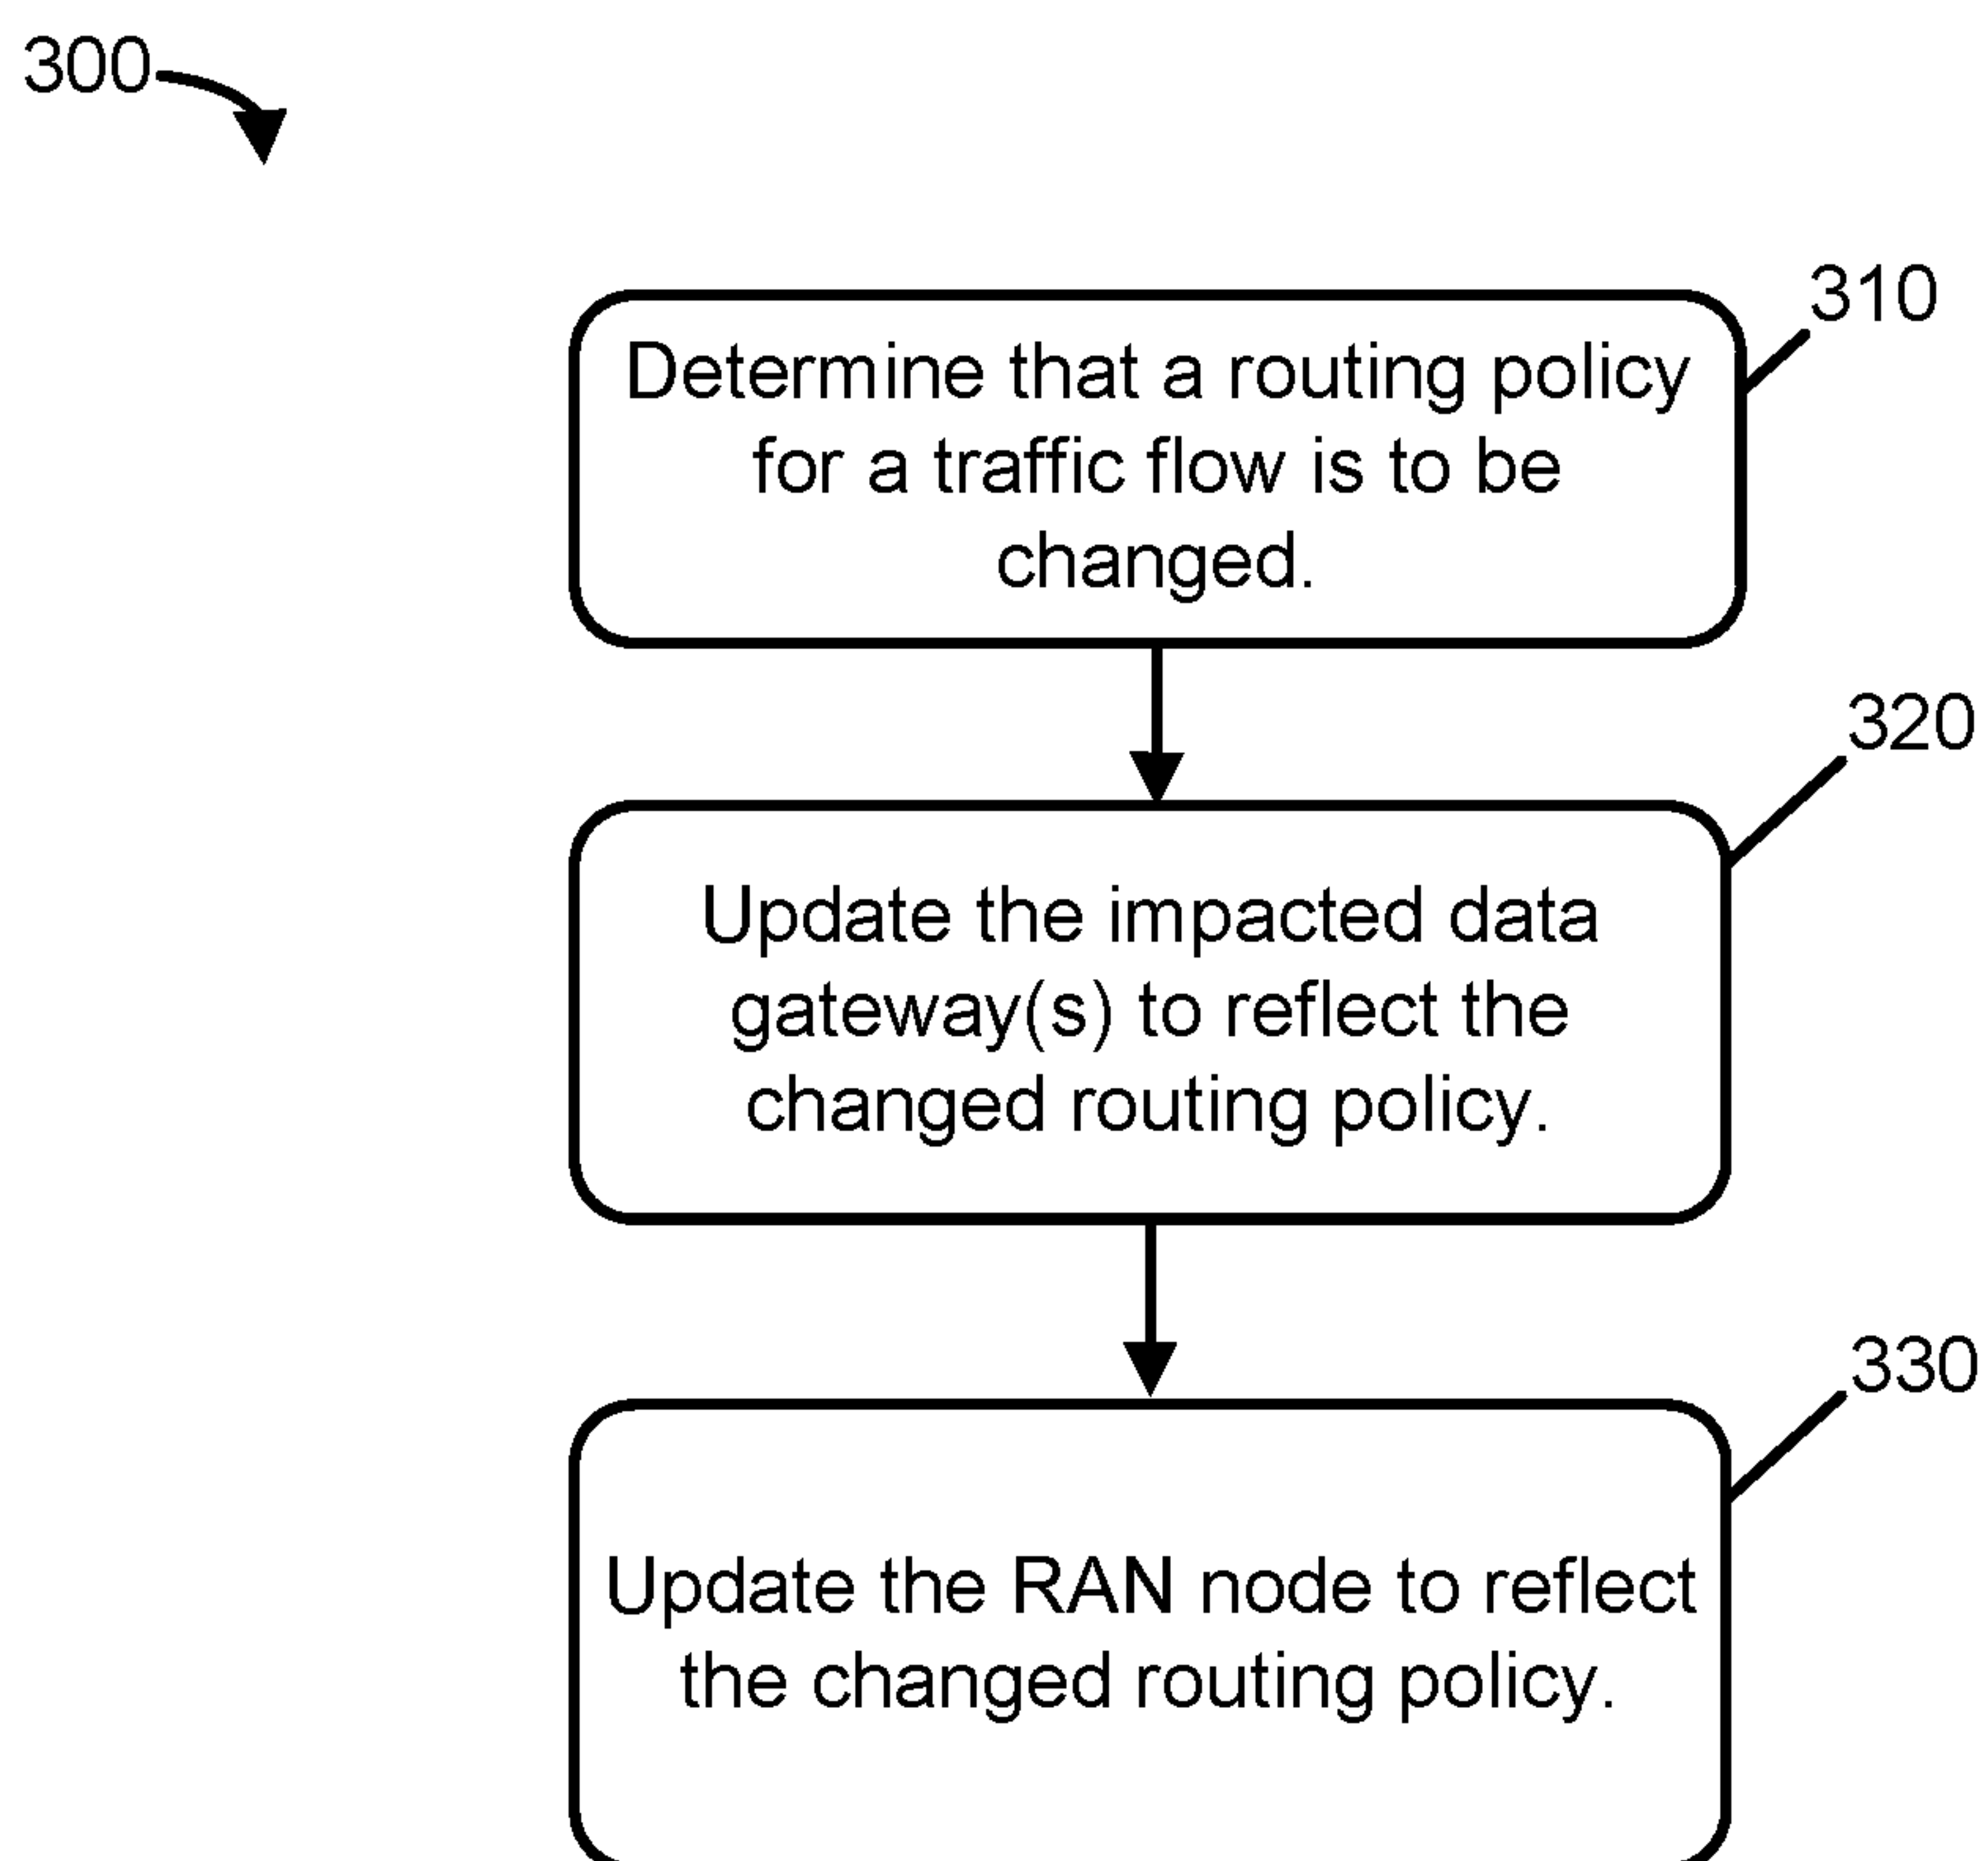 300
310
Determine that a routing policy
for a traffic flow is to be
changed.
320
Update the impacted data
gateway(s) to reflect the
changed routing policy.
330
Update the RAN node to reflect
the changed routing policy.